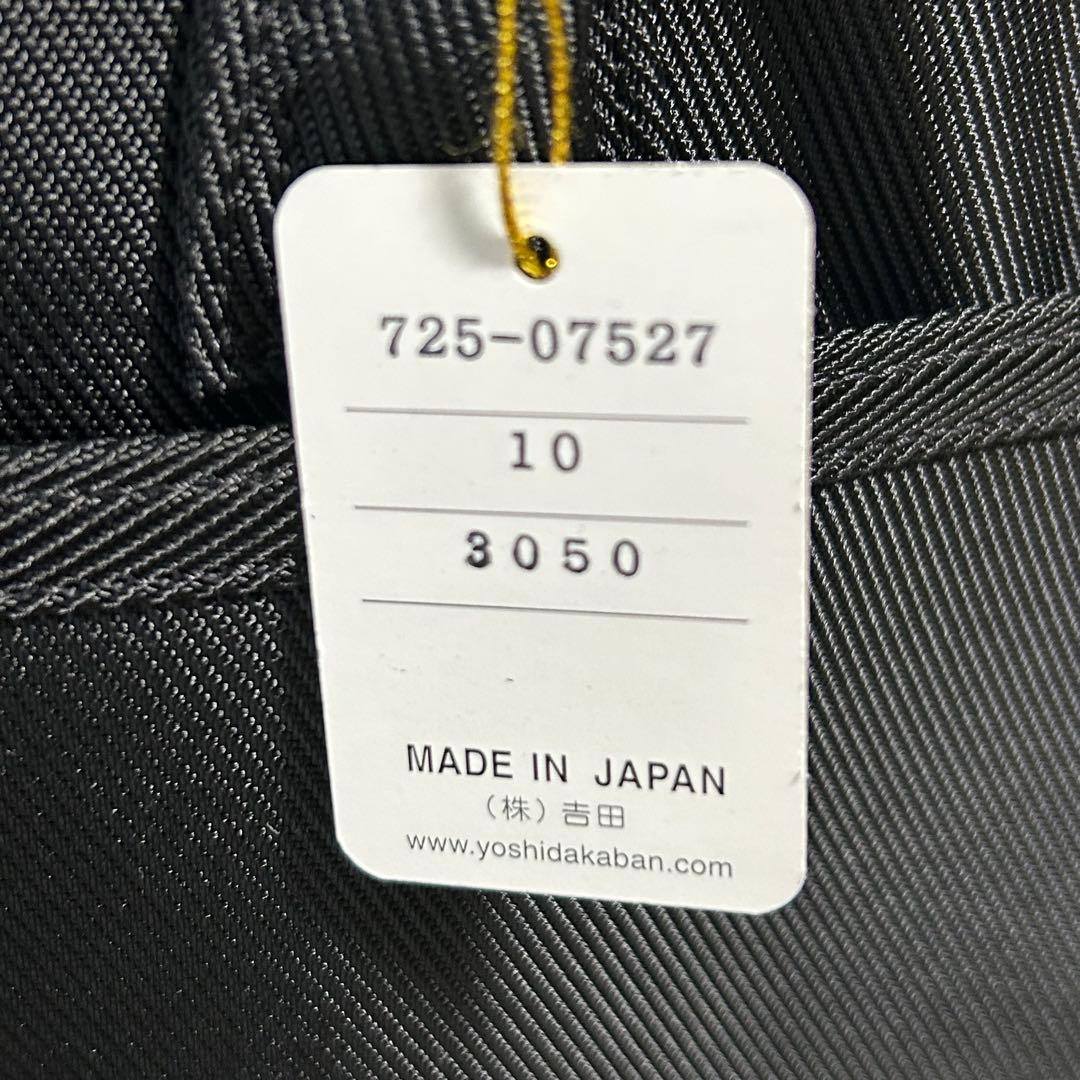 725-07527
10
3050
MADE IN JAPAN
(株)吉田
www.yoshidakaban.com